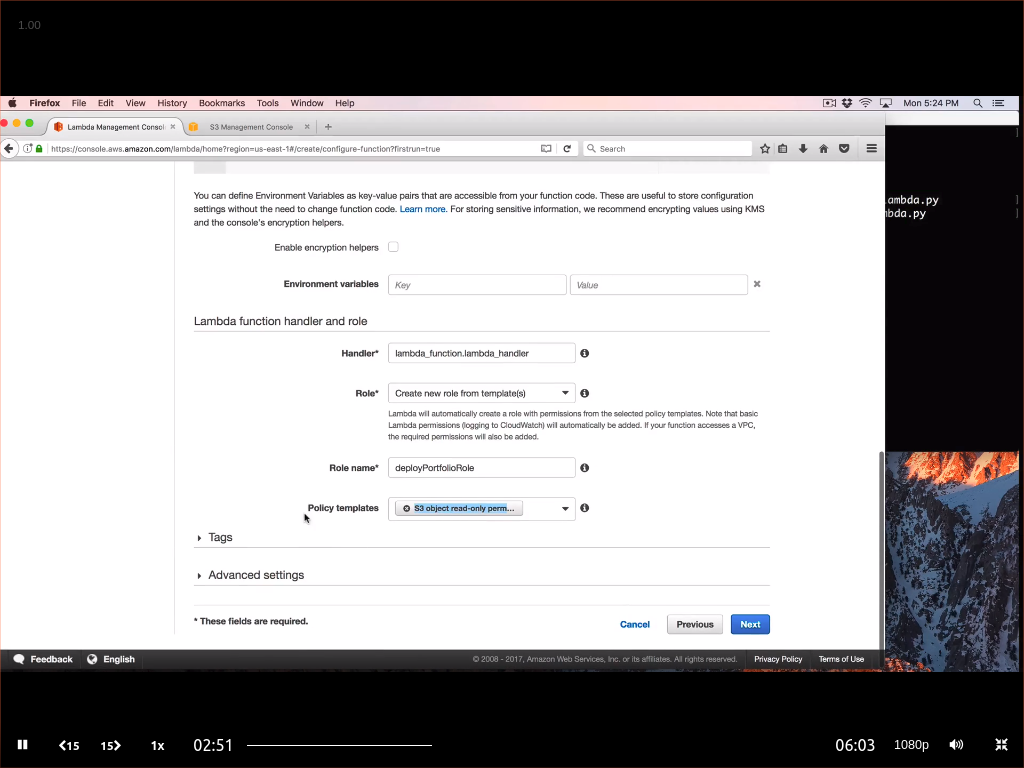 1.00
Firefox File Edit View History Bookmarks Tools Window Help Mon 5:24 PM
Lambda Management Consol S3 Management Console
https://console.aws.amazon.com/lambda/home?region=us-east-1#/create/configure-function?firstrun=true Search
You can define Environment Variables as key-value pairs that are accessible from your function code. These are useful to store configuration
settings without the need to change function code. Learn more. For storing sensitive information, we recommend encrypting values using KMS
and the console's encryption helpers.
ambda.py
bda.py
Enable encryption helpers
Environment variables Key Value
Lambda function handler and role
Handler* lambda_function.lambda_handler
Role* Create new role from template(s)
Lambda will automatically create a role with permissions from the selected policy templates. Note that basic
Lambda permissions (logging to CloudWatch) will automatically be added. If your function accesses a VPC,
the required permissions will also be added.
Role name* deployPortfolioRole
Policy templates S3 object read-only perm...
Tags
Advanced settings
* These fields are required. Cancel Previous Next
Feedback English © 2008 - 2017, Amazon Web Services, Inc. or its affiliates. All rights reserved. Privacy Policy Terms of Use
15 15 1x 02:51 06:03 1080p